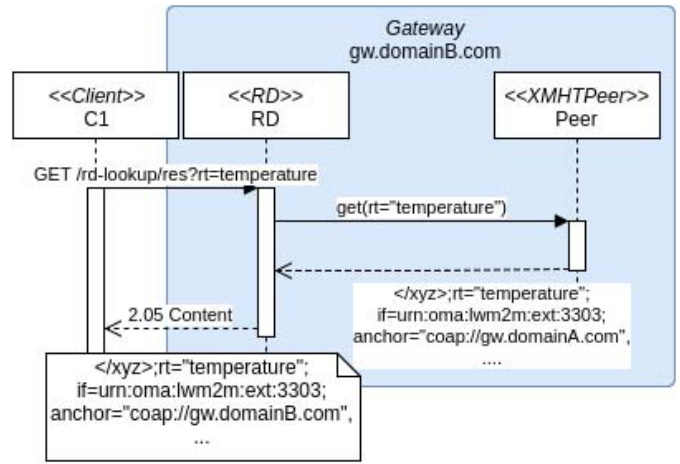 Gateway
gw.domainB.com
<<Client>>
C1
<<RD>>
RD
<<XMHTPeer>>
Peer
GET /rd-lookup/res?rt=temperature
get(rt="temperature")
</xyz>;rt="temperature";
if=urn:oma:lwm2m:ext:3303;
anchor="coap://gw.domainA.com",
....
2.05 Content
</xyz>;rt="temperature";
if=urn:oma:lwm2m:ext:3303;
anchor="coap://gw.domainB.com",
...